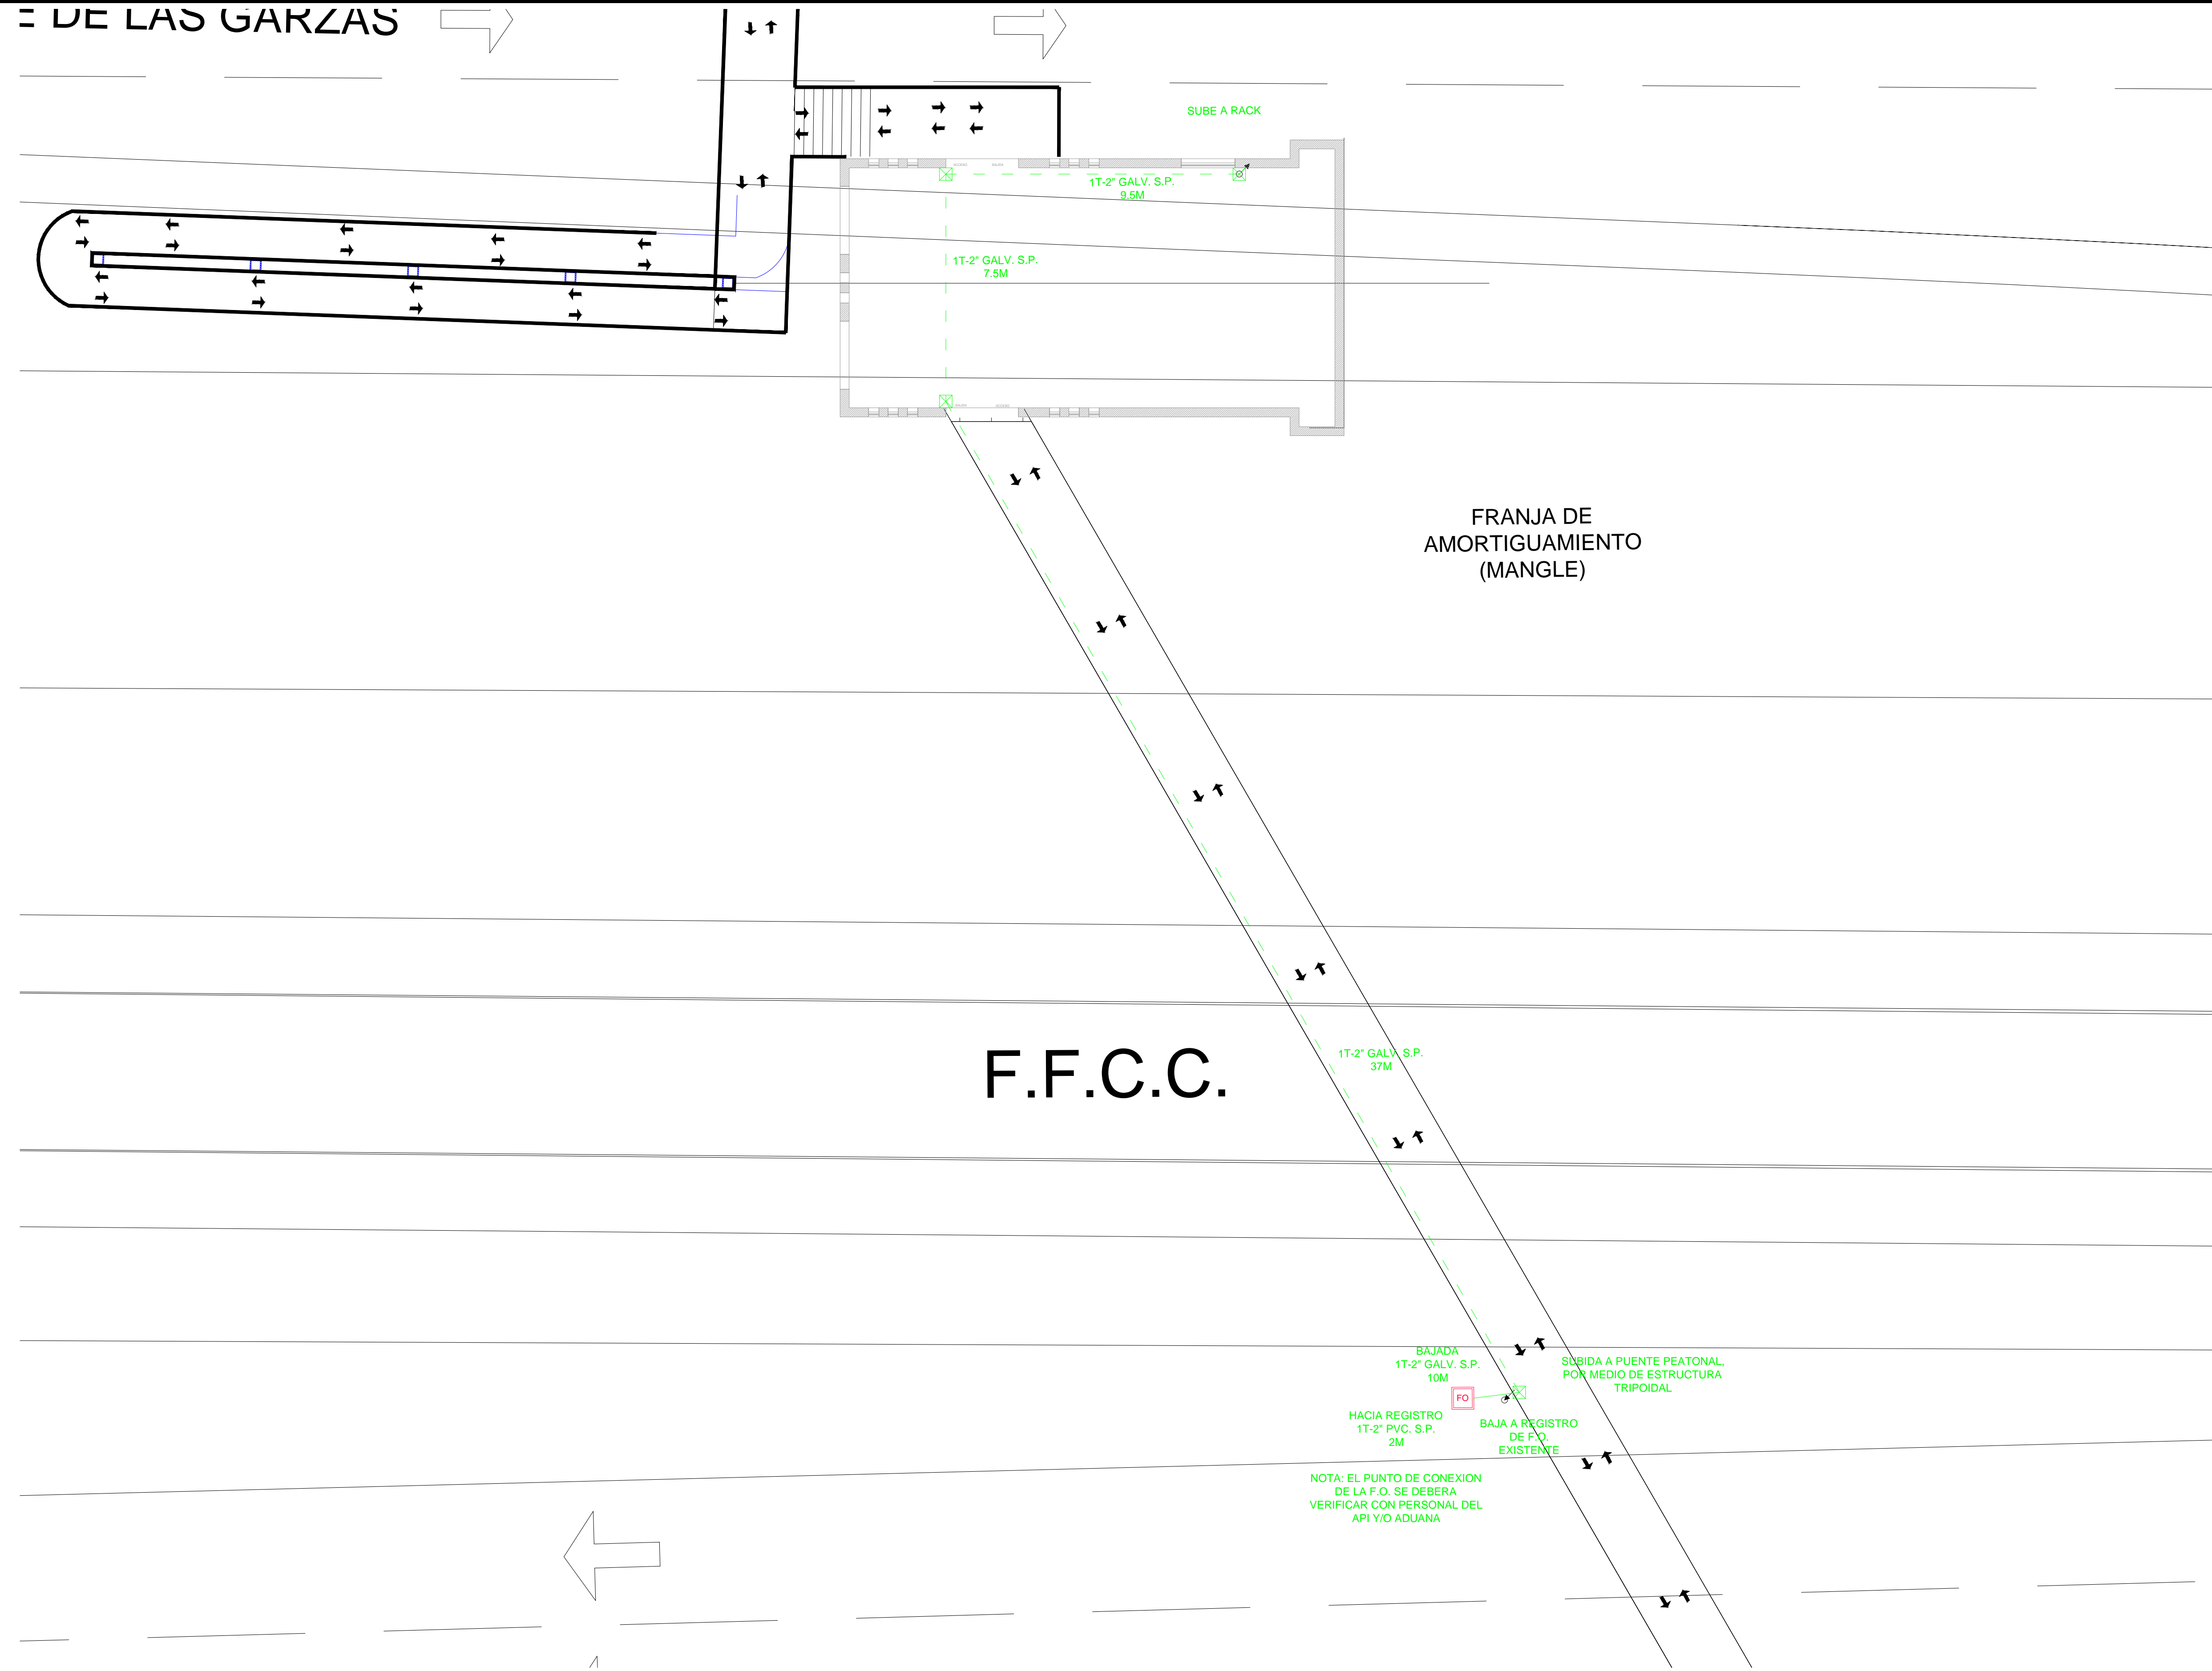 DE LAS GARZAS
SUBE A RACK
1T-2" GALV. S.P.
9.5M
1T-2" GALV. S.P.
7.5M
FRANJA DE
AMORTIGUAMIENTO
(MANGLE)
F.F.C.C.
1T-2" GALV. S.P.
37M
BAJADA
1T-2" GALV. S.P.
10M
SUBIDA A PUENTE PEATONAL,
POR MEDIO DE ESTRUCTURA
TRIPOIDAL
FO
HACIA REGISTRO
1T-2" PVC. S.P.
2M
BAJA A REGISTRO
DE F.O.
EXISTENTE
NOTA: EL PUNTO DE CONEXION
DE LA F.O. SE DEBERA
VERIFICAR CON PERSONAL DEL
API Y/O ADUANA